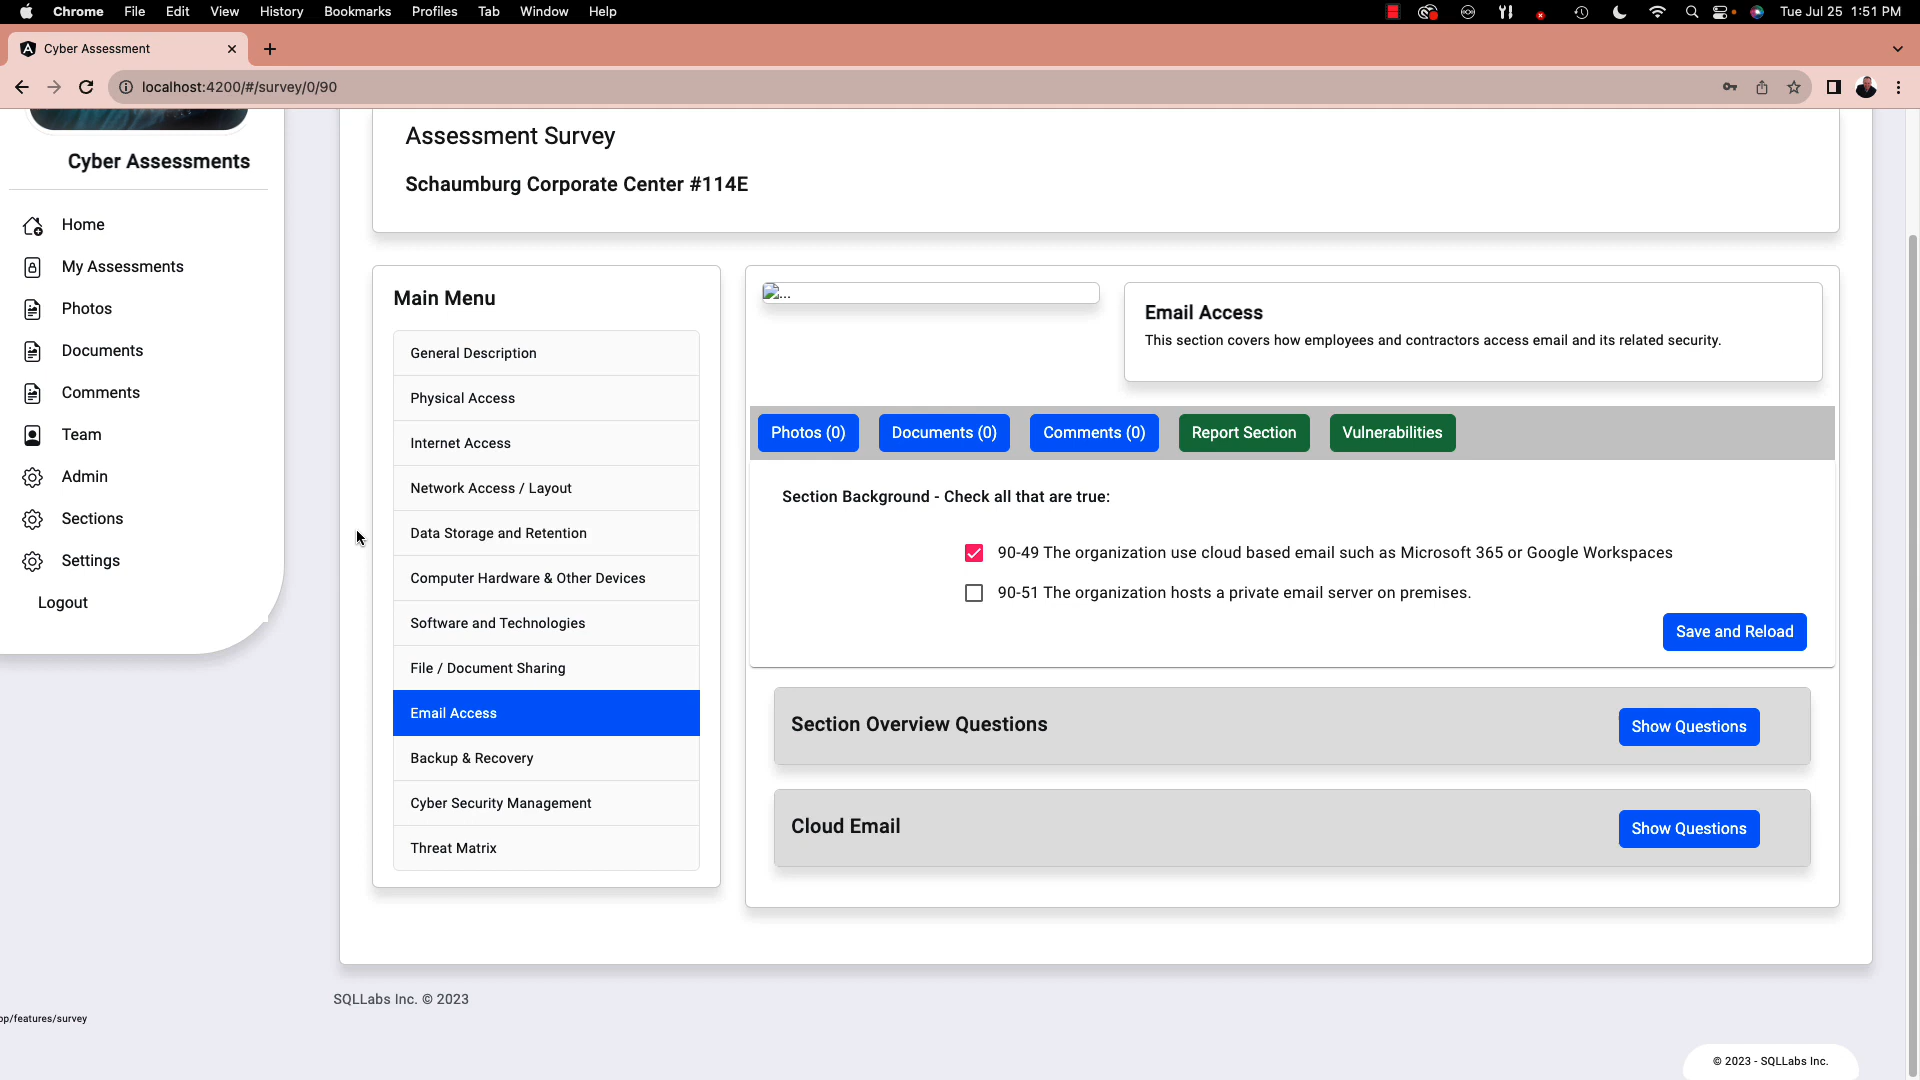 Chrome File Edit View History Bookmarks Profiles Tab Window Help Tue Jul 25 1:51 PM
Cyber Assessment
localhost:4200/#/survey/0/90
Cyber Assessments
Home
My Assessments
Photos
Documents
Comments
Team
Admin
Sections
Settings
Logout
Assessment Survey
Schaumburg Corporate Center #114E
Main Menu
General Description
Physical Access
Internet Access
Network Access / Layout
Data Storage and Retention
Computer Hardware & Other Devices
Software and Technologies
File / Document Sharing
Email Access
Backup & Recovery
Cyber Security Management
Threat Matrix
...
Email Access
This section covers how employees and contractors access email and its related security.
Photos (0) Documents (0) Comments (0) Report Section Vulnerabilities
Section Background - Check all that are true:
90-49 The organization use cloud based email such as Microsoft 365 or Google Workspaces
90-51 The organization hosts a private email server on premises.
Save and Reload
Section Overview Questions Show Questions
Cloud Email Show Questions
SQLLabs Inc. © 2023
pp/features/survey
© 2023 - SQLLabs Inc.